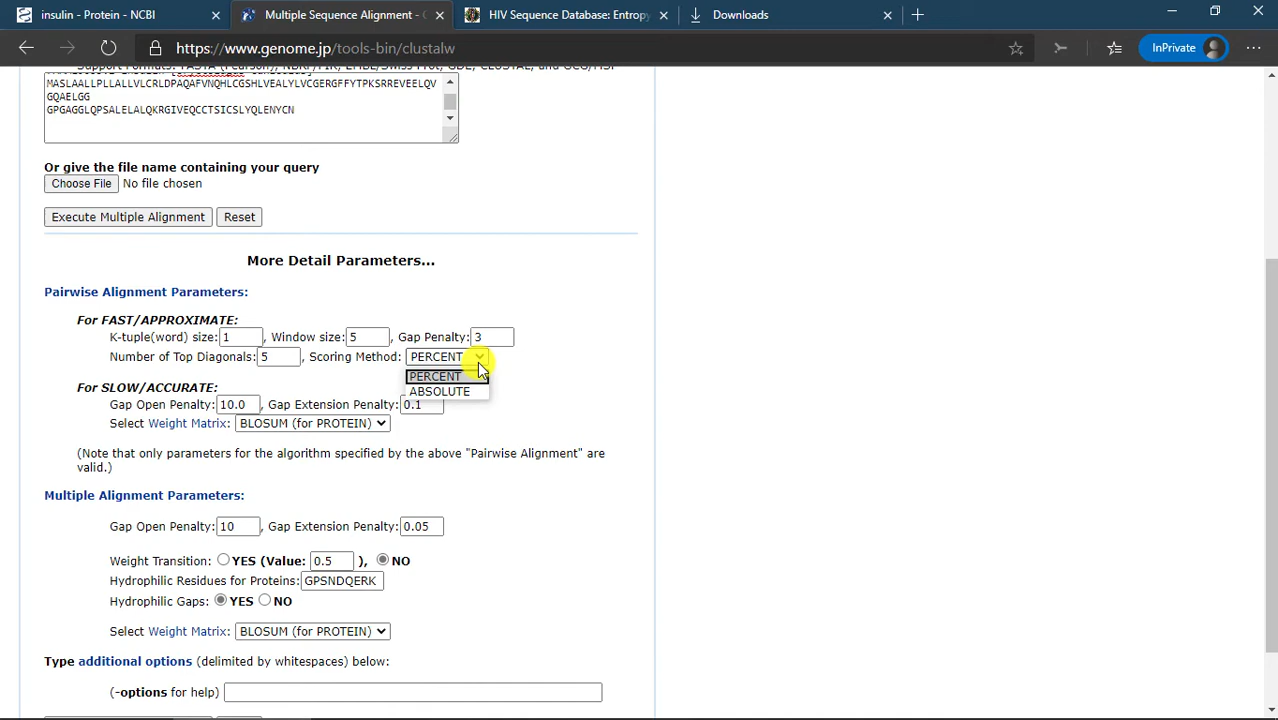 insulin - Protein - NCBI
Multiple Sequence Alignment - C
HIV Sequence Database: Entropy
Downloads
https://www.genome.jp/tools-bin/clustalw
InPrivate
MASLAALLPLLALLVLCRLDPAQAFVNQHLCGSHLVEALYLVCGERGFFYTPKSRREVEELQV
GQAELGG
GPGAGGLQPSALELALQKRGIVEQCCTSICSLYQLENYCN
Or give the file name containing your query
Choose File No file chosen
Execute Multiple Alignment Reset
More Detail Parameters...
Pairwise Alignment Parameters:
For FAST/APPROXIMATE:
K-tuple(word) size: 1 , Window size: 5 , Gap Penalty: 3
Number of Top Diagonals: 5 , Scoring Method: PERCENT
PERCENT
ABSOLUTE
For SLOW/ACCURATE:
Gap Open Penalty: 10.0 , Gap Extension Penalty: 0.1
Select Weight Matrix: BLOSUM (for PROTEIN)
(Note that only parameters for the algorithm specified by the above "Pairwise Alignment" are
valid.)
Multiple Alignment Parameters:
Gap Open Penalty: 10 , Gap Extension Penalty: 0.05
Weight Transition: YES (Value: 0.5 ), NO
Hydrophilic Residues for Proteins: GPSNDQERK
Hydrophilic Gaps: YES NO
Select Weight Matrix: BLOSUM (for PROTEIN)
Type additional options (delimited by whitespaces) below:
(-options for help)